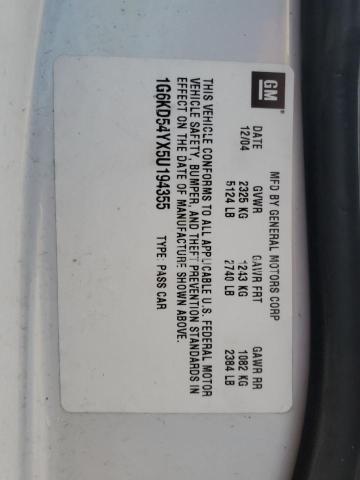 GM
MFD BY GENERAL MOTORS CORP
DATE GVWR GAWR FRT GAWR RR
12/04 2325 KG 1243 KG 1082 KG
5124 LB 2740 LB 2384 LB
THIS VEHICLE CONFORMS TO ALL APPLICABLE U.S. FEDERAL MOTOR
VEHICLE SAFETY, BUMPER, AND THEFT PREVENTION STANDARDS IN
EFFECT ON THE DATE OF MANUFACTURE SHOWN ABOVE.
1G6KD54YX5U194355 TYPE: PASS CAR